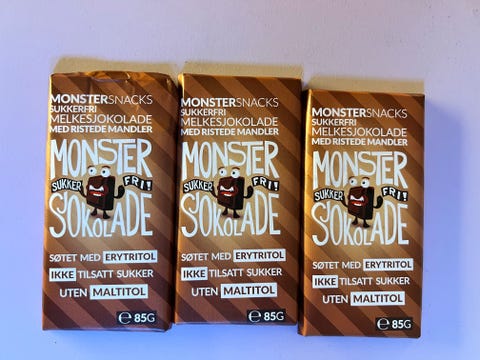 MONSTERSNACKS
SUKKERFRI
MELKESJOKOLADE
MED RISTEDE MANDLER
MONSTER
SUKKER FRI!
SJOKOLADE
SØTET MED ERYTRITOL
IKKE TILSATT SUKKER
UTEN MALTITOL
℮ 85G
MONSTERSNACKS
SUKKERFRI
MELKESJOKOLADE
MED RISTEDE MANDLER
MONSTER
SUKKER FRI!
SJOKOLADE
SØTET MED ERYTRITOL
IKKE TILSATT SUKKER
UTEN MALTITOL
℮ 85G
MONSTERSNACKS
SUKKERFRI
MELKESJOKOLADE
MED RISTEDE MANDLER
MONSTER
SUKKER FRI!
SJOKOLADE
SØTET MED ERYTRITOL
IKKE TILSATT SUKKER
UTEN MALTITOL
℮ 85G